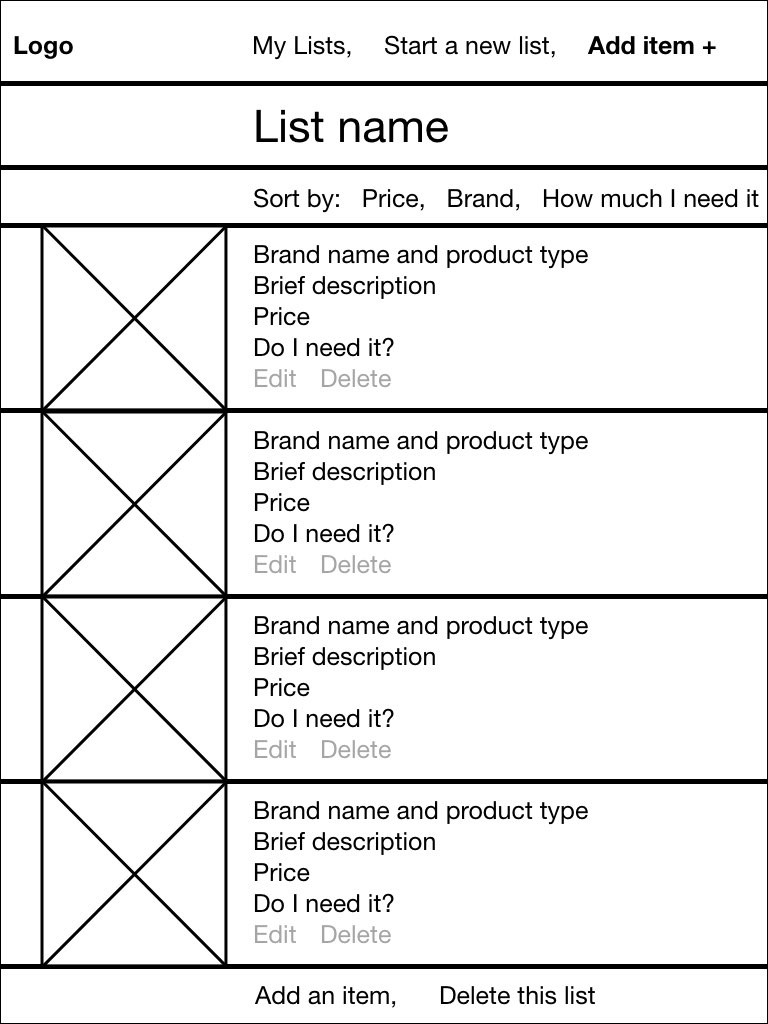 Logo My Lists, Start a new list, Add item +
List name
Sort by: Price, Brand, How much I need it
Brand name and product type
Brief description
Price
Do I need it?
Edit Delete
Brand name and product type
Brief description
Price
Do I need it?
Edit Delete
Brand name and product type
Brief description
Price
Do I need it?
Edit Delete
Brand name and product type
Brief description
Price
Do I need it?
Edit Delete
Add an item, Delete this list